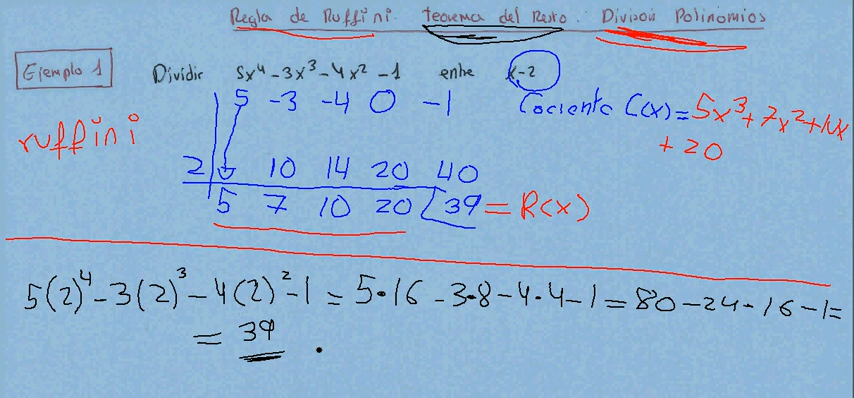 Regla de Ruffini. Teorema del Resto. Division Polinomios
Ejemplo 1 Dividir 5x⁴ -3x³ -4x² -1 entre x-2
5 -3 -4 0 -1 Cociente C(x) = 5x³ + 7x² + 10x
ruffini + 20
2 10 14 20 40
5 7 10 20 39 = R(x)
5(2)⁴ - 3(2)³ - 4(2)² - 1 = 5·16 - 3·8 - 4·4 - 1 = 80 - 24 - 16 - 1 =
= 39